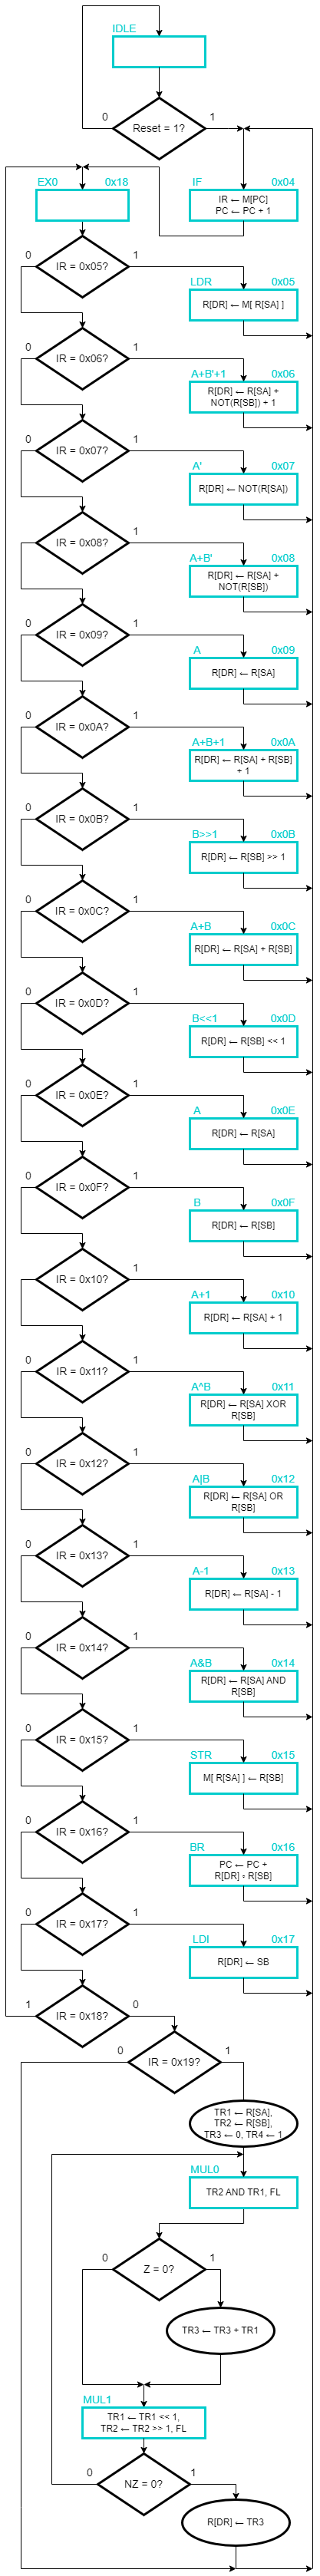 IDLE
Reset = 1?
0
1
EX0 0x18
IF 0x04
IR ← M[PC]
PC ← PC + 1
IR = 0x05?
0
1
LDR 0x05
R[DR] ← M[ R[SA] ]
IR = 0x06?
0
1
A+B'+1 0x06
R[DR] ← R[SA] +
NOT(R[SB]) + 1
IR = 0x07?
0
1
A' 0x07
R[DR] ← NOT(R[SA])
IR = 0x08?
0
1
A+B' 0x08
R[DR] ← R[SA] +
NOT(R[SB])
IR = 0x09?
0
1
A 0x09
R[DR] ← R[SA]
IR = 0x0A?
0
1
A+B+1 0x0A
R[DR] ← R[SA] + R[SB]
+ 1
IR = 0x0B?
0
1
B>>1 0x0B
R[DR] ← R[SB] >> 1
IR = 0x0C?
0
1
A+B 0x0C
R[DR] ← R[SA] + R[SB]
IR = 0x0D?
0
1
B<<1 0x0D
R[DR] ← R[SB] << 1
IR = 0x0E?
0
1
A 0x0E
R[DR] ← R[SA]
IR = 0x0F?
0
1
B 0x0F
R[DR] ← R[SB]
IR = 0x10?
0
1
A+1 0x10
R[DR] ← R[SA] + 1
IR = 0x11?
0
1
A^B 0x11
R[DR] ← R[SA] XOR
R[SB]
IR = 0x12?
0
1
A|B 0x12
R[DR] ← R[SA] OR
R[SB]
IR = 0x13?
0
1
A-1 0x13
R[DR] ← R[SA] - 1
IR = 0x14?
0
1
A&B 0x14
R[DR] ← R[SA] AND
R[SB]
IR = 0x15?
0
1
STR 0x15
M[ R[SA] ] ← R[SB]
IR = 0x16?
0
1
BR 0x16
PC ← PC +
R[DR] ◦ R[SB]
IR = 0x17?
0
1
LDI 0x17
R[DR] ← SB
IR = 0x18?
1
0
IR = 0x19?
0
1
TR1 ← R[SA],
TR2 ← R[SB],
TR3 ← 0, TR4 ← 1
MUL0
TR2 AND TR1, FL
Z = 0?
0
1
TR3 ← TR3 + TR1
MUL1
TR1 ← TR1 << 1,
TR2 ← TR2 >> 1, FL
NZ = 0?
0
1
R[DR] ← TR3